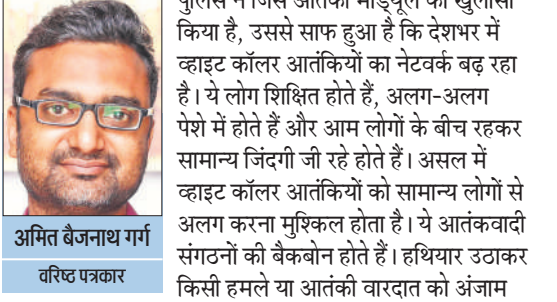 पुलिस ने जिस आतंकी मॉड्यूल का खुलासा
किया है, उससे साफ हुआ है कि देशभर में
व्हाइट कॉलर आतंकियों का नेटवर्क बढ़ रहा
है। ये लोग शिक्षित होते हैं, अलग-अलग
पेशे में होते हैं और आम लोगों के बीच रहकर
सामान्य जिंदगी जी रहे होते हैं। असल में
व्हाइट कॉलर आतंकियों को सामान्य लोगों से
अलग करना मुश्किल होता है। ये आतंकवादी
संगठनों की बैकबोन होते हैं। हथियार उठाकर
किसी हमले या आतंकी वारदात को अंजाम
अमित बैजनाथ गर्ग
वरिष्ठ पत्रकार